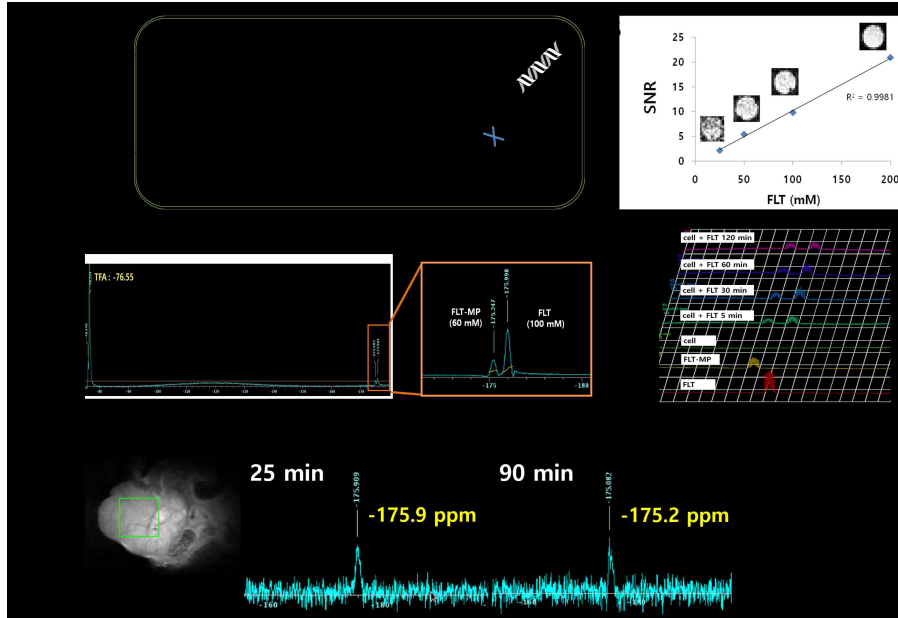 25
20
15
10
5
0
SNR
R² = 0.9981
0 50 100 150 200
FLT (mM)
TFA : -76.55
FLT-MP
(60 mM)
-175.247
-175.998
FLT
(100 mM)
-175
-180
cell + FLT 120 min
cell + FLT 60 min
cell + FLT 30 min
cell + FLT 5 min
cell
FLT-MP
FLT
25 min
-175.909
-175.9 ppm
-160
-180
90 min
-175.082
-175.2 ppm
-160
-180